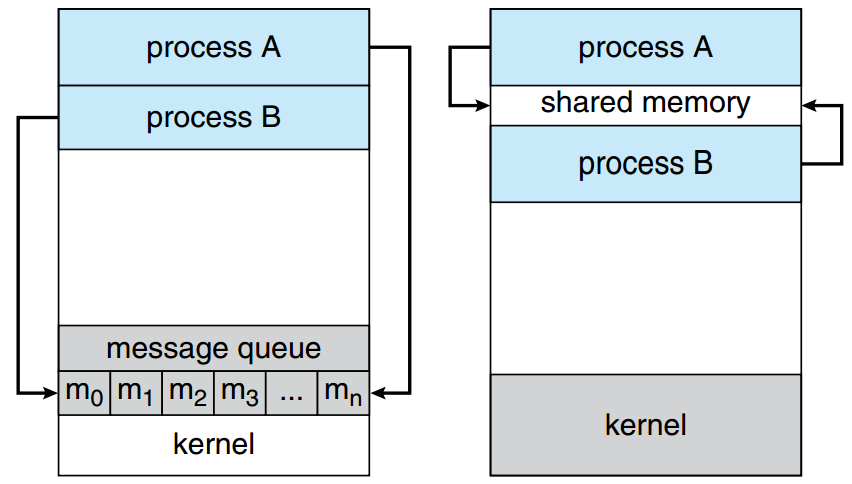 process A
process B
message queue
m0 m1 m2 m3 ... mn
kernel
process A
shared memory
process B
kernel